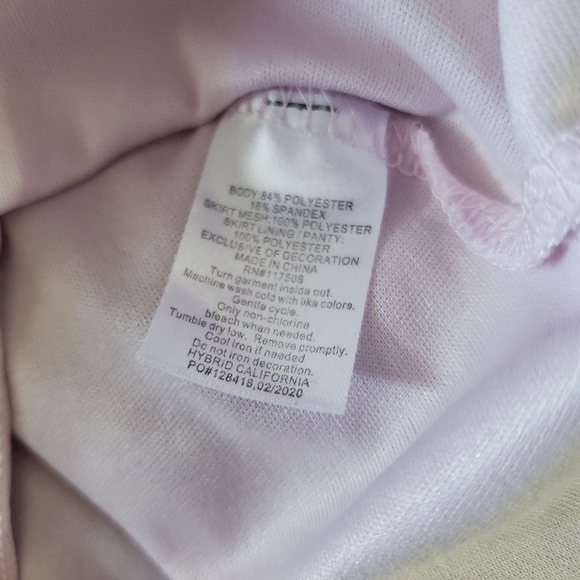 BODY 84% POLYESTER
16% SPANDEX
SKIRT MESH:100% POLYESTER
SKIRT LINING / PANTY:
100% POLYESTER
EXCLUSIVE OF DECORATION
MADE IN CHINA
RN#117508
Turn garment inside out.
Machine wash cold with like colors.
Gentle cycle.
Only non-chlorine
bleach when needed.
Tumble dry low. Remove promptly.
Cool iron if needed
Do not iron decoration.
HYBRID CALIFORNIA
PO#128418,02/2020